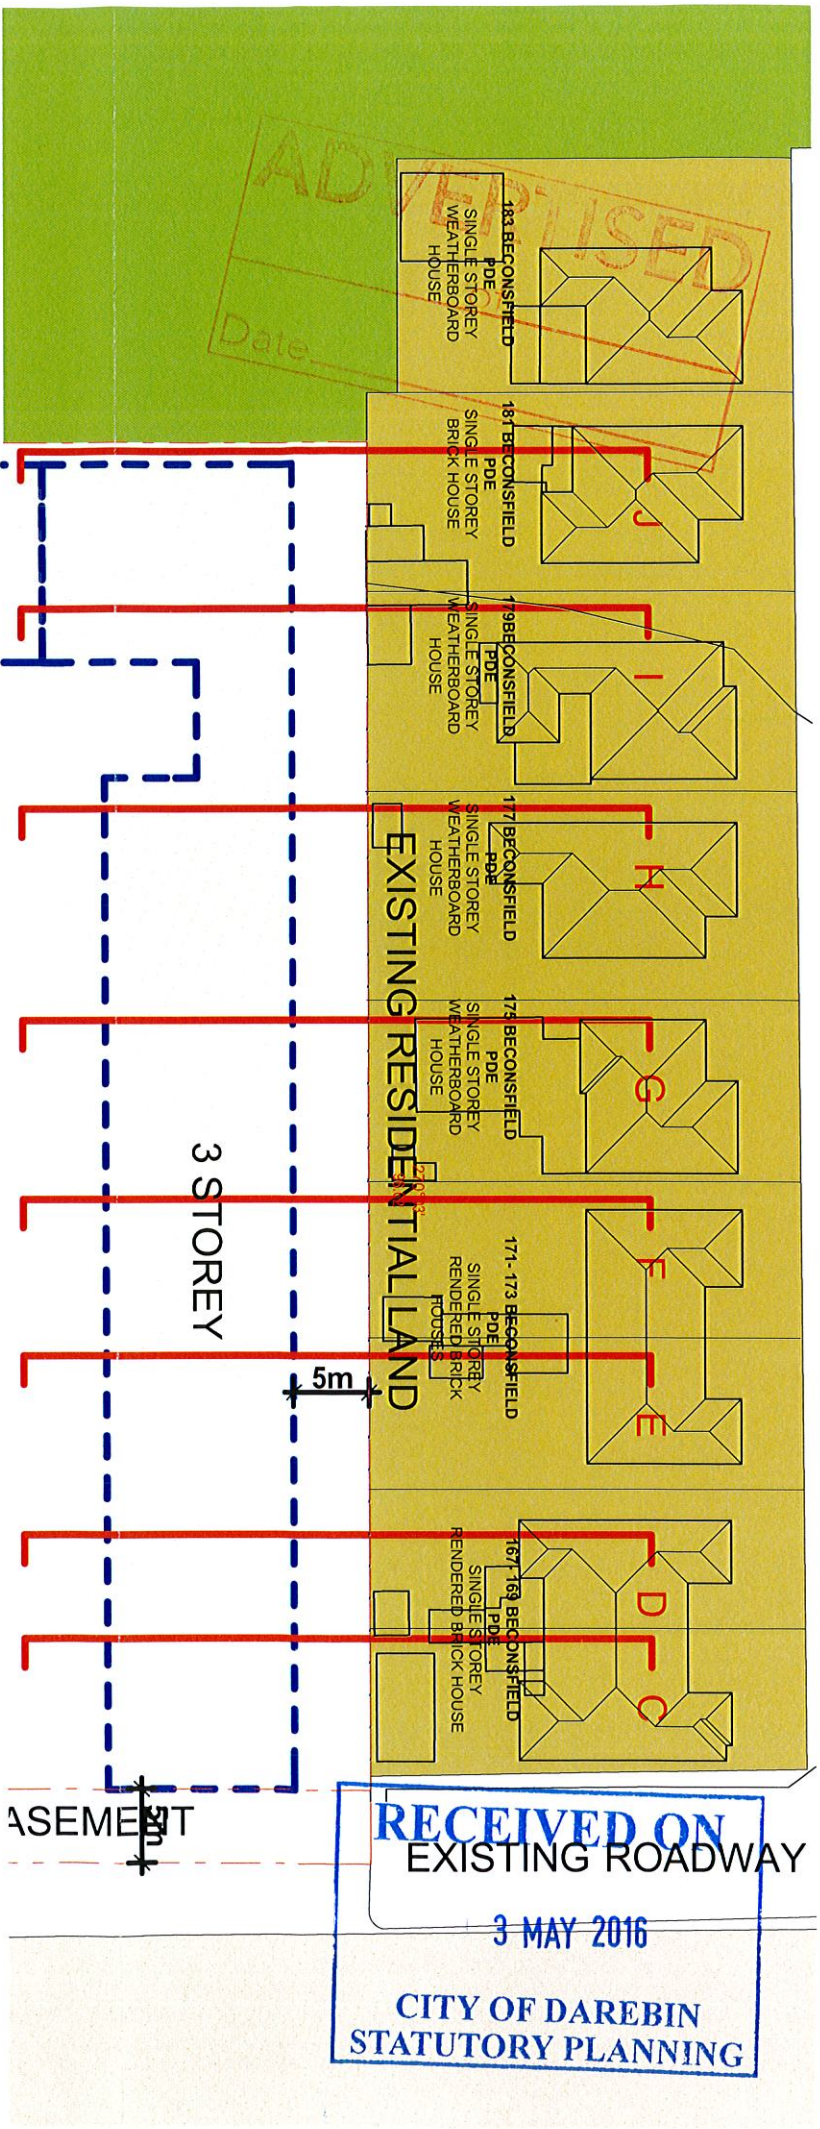 ADVERTISED
Date
183 BECONSFIELD
PDE
SINGLE STOREY
WEATHERBOARD
HOUSE
181 BECONSFIELD
PDE
SINGLE STOREY
BRICK HOUSE
J
179BECONSFIELD
PDE
SINGLE STOREY
WEATHERBOARD
HOUSE
I
177 BECONSFIELD
PDE
SINGLE STOREY
WEATHERBOARD
HOUSE
H
175 BECONSFIELD
PDE
SINGLE STOREY
WEATHERBOARD
HOUSE
G
EXISTING RESIDENTIAL LAND
171- 173 BECONSFIELD
PDE
SINGLE STOREY
RENDERED BRICK
HOUSES
F
E
3 STOREY
5m
167- 169 BECONSFIELD
PDE
SINGLE STOREY
RENDERED BRICK HOUSE
D
C
ASEMENT
EXISTING ROADWAY
RECEIVED ON
3 MAY 2016
CITY OF DAREBIN
STATUTORY PLANNING